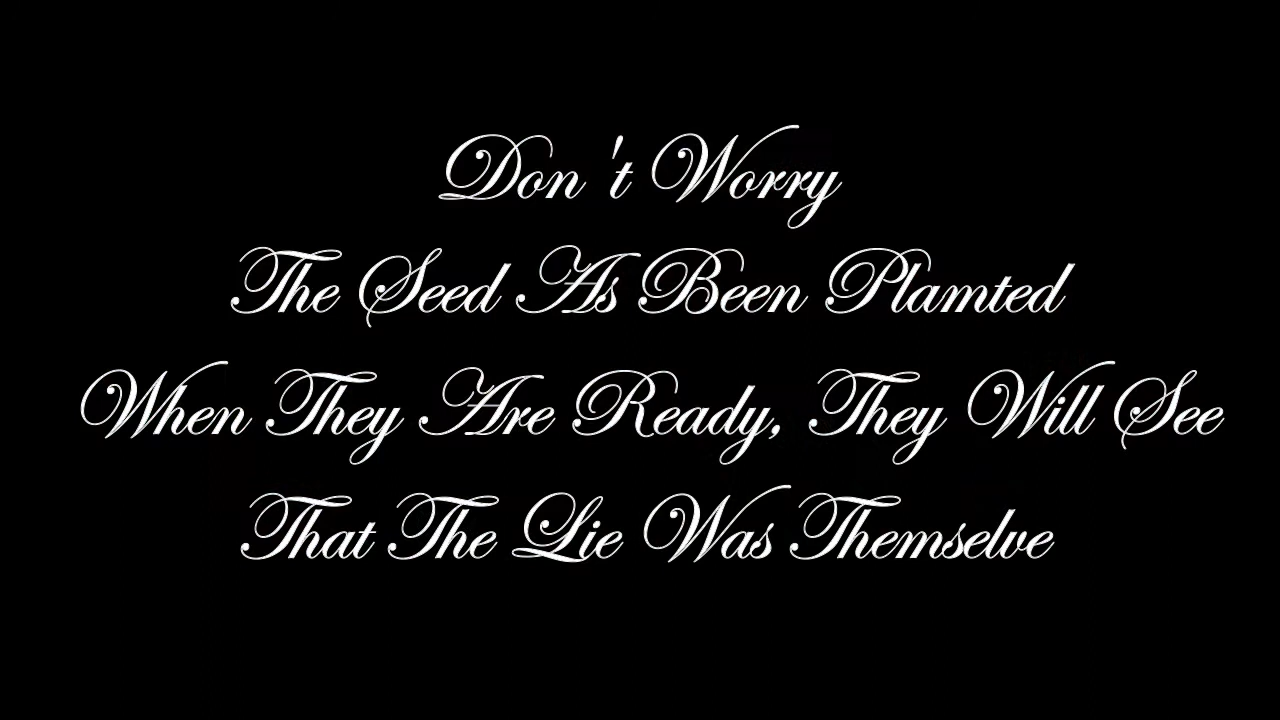 Don't Worry
The Seed As Been Plamted
When They Are Ready, They Will See
That The Lie Was Themselve